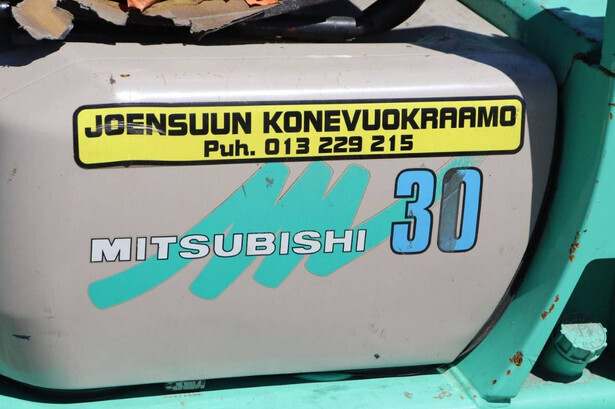 JOENSUUN KONEVUOKRAAMO
Puh. 013 229 215
MITSUBISHI 30